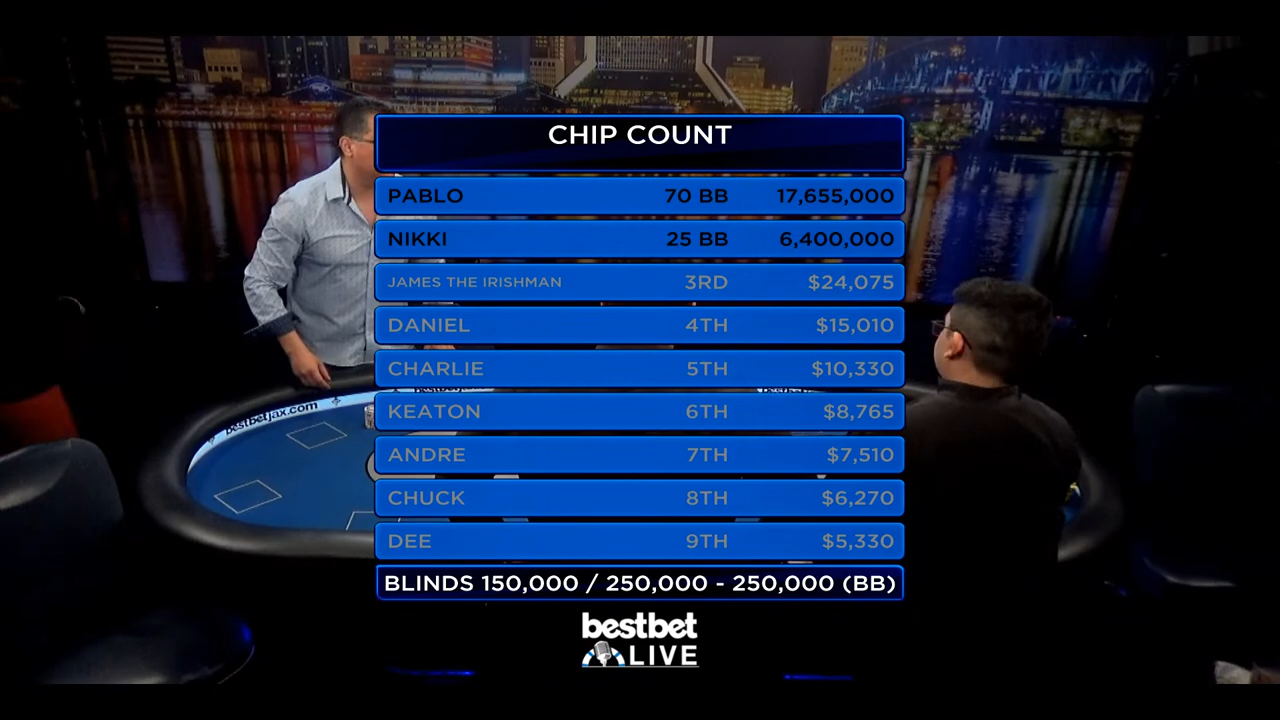 CHIP COUNT
PABLO 70 BB 17,655,000
NIKKI 25 BB 6,400,000
JAMES THE IRISHMAN 3RD $24,075
DANIEL 4TH $15,010
CHARLIE 5TH $10,330
KEATON 6TH $8,765
ANDRE 7TH $7,510
CHUCK 8TH $6,270
DEE 9TH $5,330
BLINDS 150,000 / 250,000 - 250,000 (BB)
bestbet
LIVE
bestbetjax.com